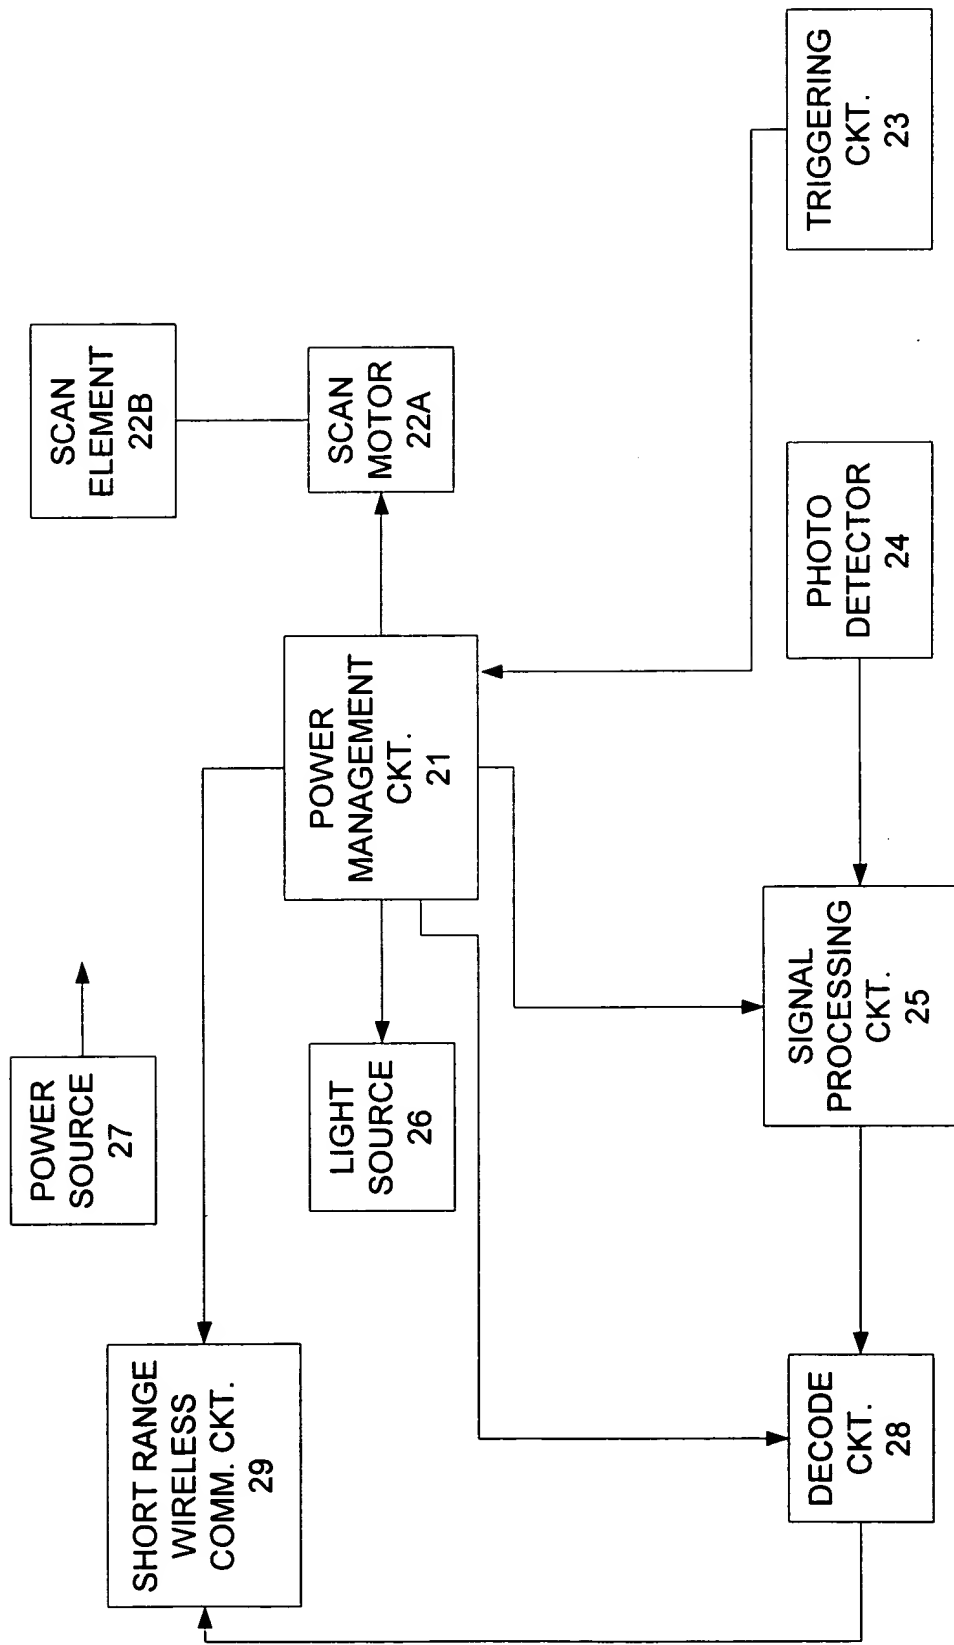 SHORT RANGE
WIRELESS
COMM. CKT.
29
POWER
SOURCE
27
SCAN
ELEMENT
22B
LIGHT
SOURCE
26
POWER
MANAGEMENT
CKT.
21
SCAN
MOTOR
22A
DECODE
CKT.
28
SIGNAL
PROCESSING
CKT.
25
PHOTO
DETECTOR
24
TRIGGERING
CKT.
23